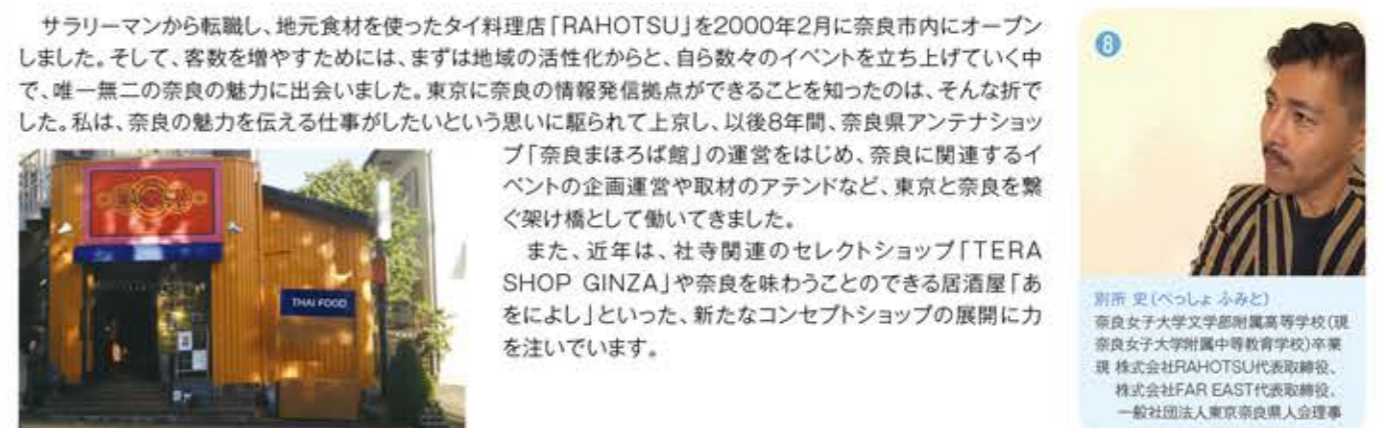 サラリーマンから転職し、地元食材を使ったタイ料理店「RAHOTSU」を2000年2月に奈良市内にオープン
しました。そして、客数を増やすためには、まずは地域の活性化からと、自ら数々のイベントを立ち上げていく中
で、唯一無二の奈良の魅力に出会いました。東京に奈良の情報発信拠点ができることを知ったのは、そんな折で
した。私は、奈良の魅力を伝える仕事がしたいという思いに駆られて上京し、以後8年間、奈良県アンテナショッ
プ「奈良まほろば館」の運営をはじめ、奈良に関連するイ
ベントの企画運営や取材のアテンドなど、東京と奈良を繋
ぐ架け橋として働いてきました。
また、近年は、社寺関連のセレクトショップ「TERA
SHOP GINZA」や奈良を味わうことのできる居酒屋「あ
をによし」といった、新たなコンセプトショップの展開に力
を注いでいます。
THAI FOOD
8
別所 史(べっしょ ふみと)
奈良女子大学文学部附属高等学校(現
奈良女子大学附属中等教育学校)卒業
現 株式会社RAHOTSU代表取締役、
株式会社FAR EAST代表取締役、
一般社団法人東京奈良県人会理事